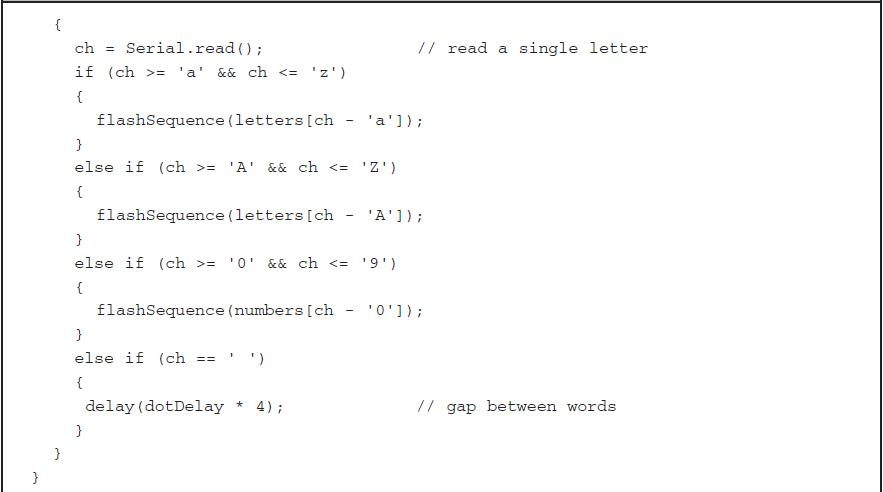 {
ch = Serial.read(); // read a single letter
if (ch >= 'a' && ch <= 'z')
{
flashSequence(letters[ch - 'a']);
}
else if (ch >= 'A' && ch <= 'Z')
{
flashSequence(letters[ch - 'A']);
}
else if (ch >= '0' && ch <= '9')
{
flashSequence(numbers[ch - '0']);
}
else if (ch == ' ')
{
delay(dotDelay * 4); // gap between words
}
}
}